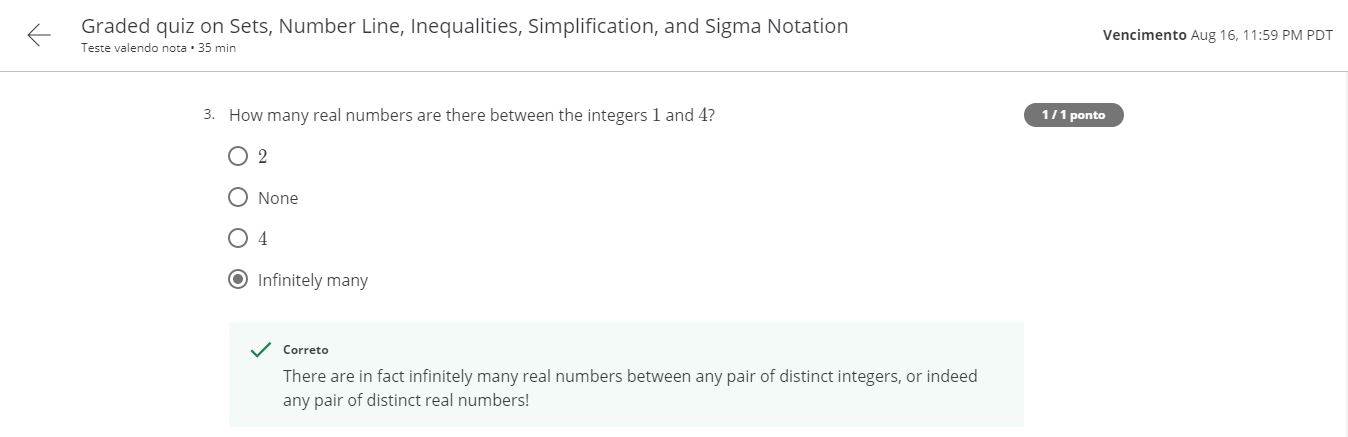 Graded quiz on Sets, Number Line, Inequalities, Simplification, and Sigma Notation
Teste valendo nota • 35 min
Vencimento Aug 16, 11:59 PM PDT
3. How many real numbers are there between the integers 1 and 4?
1 / 1 ponto
2
None
4
Infinitely many
Correto
There are in fact infinitely many real numbers between any pair of distinct integers, or indeed
any pair of distinct real numbers!